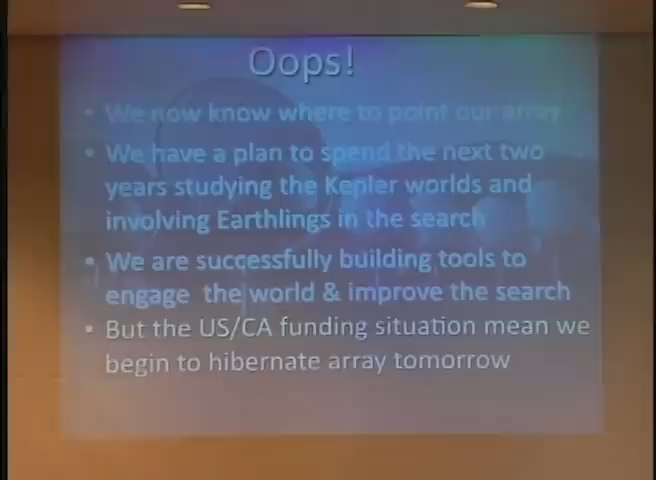 Oops!
• We now know where to point our array
• We have a plan to spend the next two
years studying the Kepler worlds and
involving Earthlings in the search
• We are successfully building tools to
engage the world & improve the search
• But the US/CA funding situation mean we
begin to hibernate array tomorrow